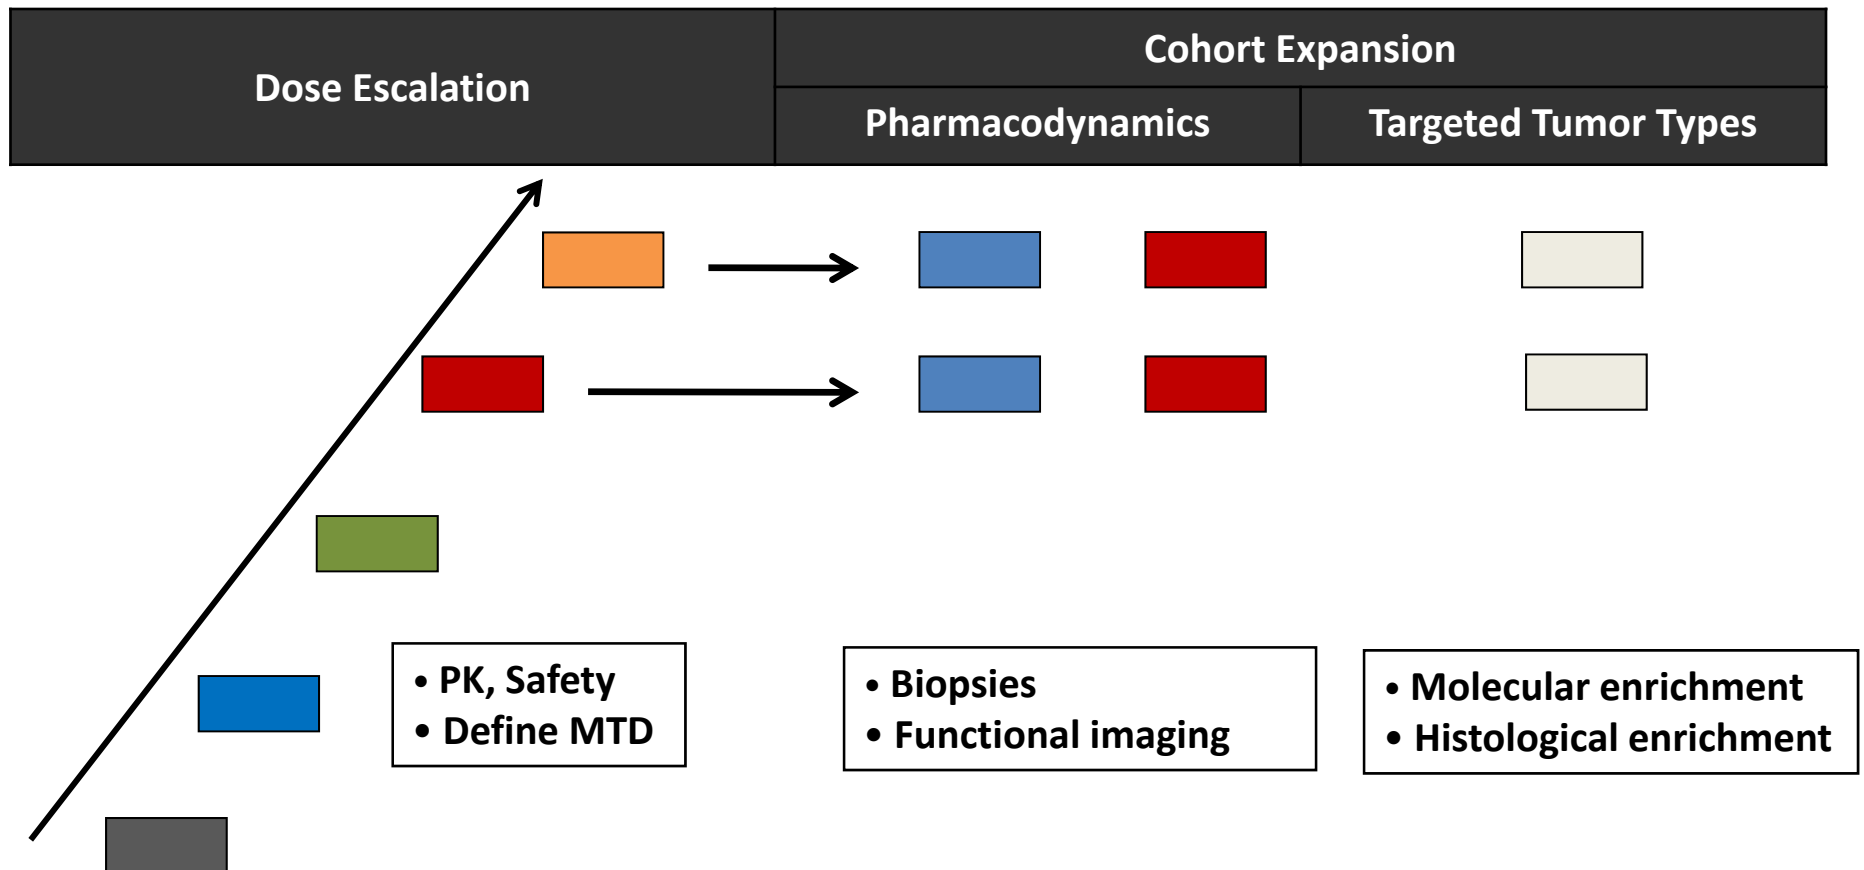 Dose Escalation
Cohort Expansion
Pharmacodynamics
Targeted Tumor Types
• PK, Safety
• Define MTD
• Biopsies
• Functional imaging
• Molecular enrichment
• Histological enrichment